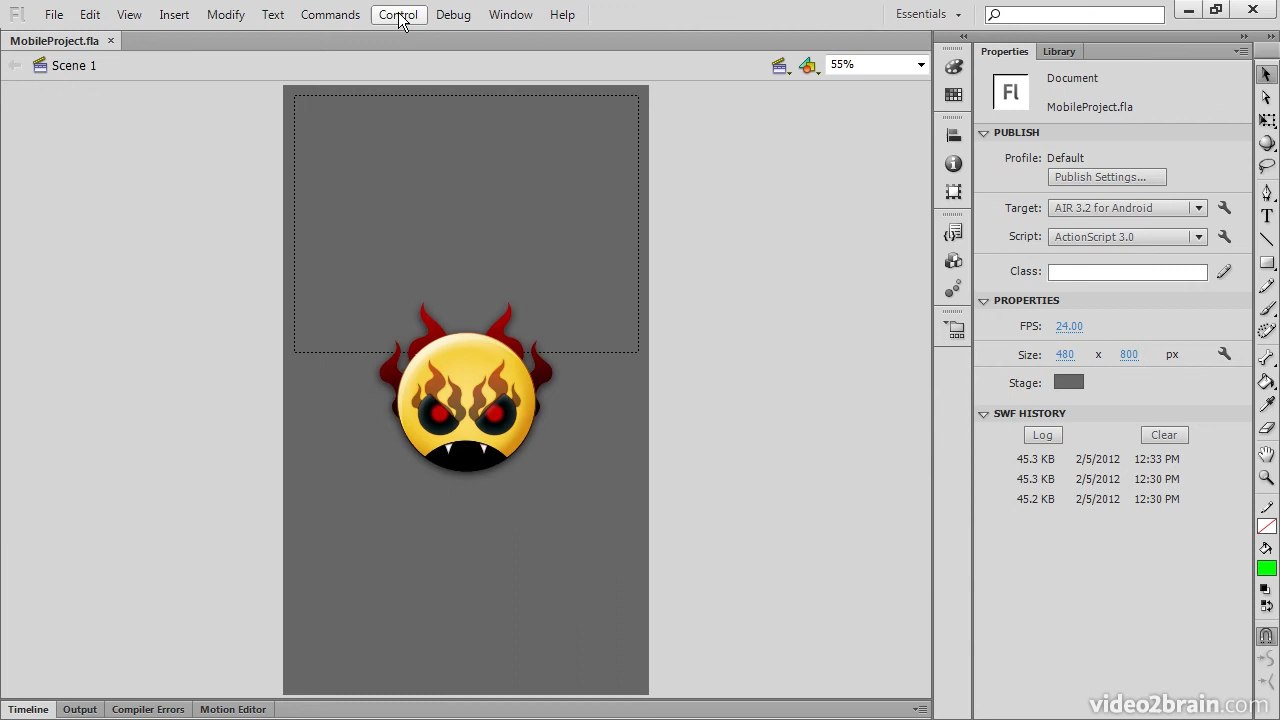 Fl File Edit View Insert Modify Text Commands Control Debug Window Help Essentials
MobileProject.fla ×
Scene 1 55%
Properties Library
Fl Document
MobileProject.fla
PUBLISH
Profile: Default
Publish Settings...
Target: AIR 3.2 for Android
Script: ActionScript 3.0
Class:
PROPERTIES
FPS: 24.00
Size: 480 x 800 px
Stage:
SWF HISTORY
Log Clear
45.3 KB 2/5/2012 12:33 PM
45.3 KB 2/5/2012 12:30 PM
45.2 KB 2/5/2012 12:30 PM
T
Timeline Output Compiler Errors Motion Editor
video2brain.com